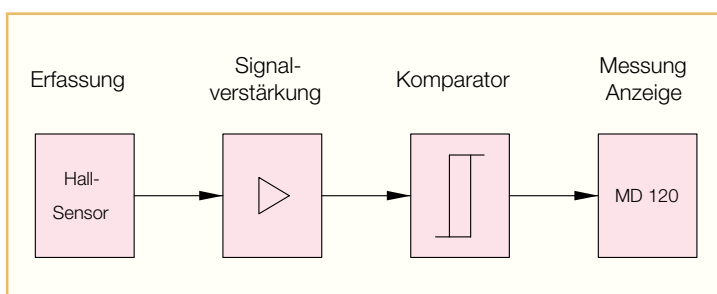 Erfassung
Signal-
verstärkung
Komparator
Messung
Anzeige
Hall-
Sensor
MD 120